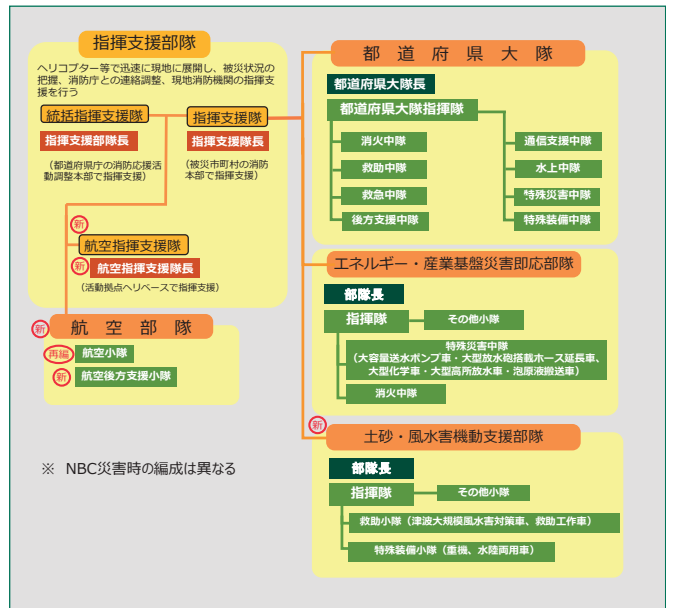 指揮支援部隊
ヘリコプター等で迅速に現地に展開し、被災状況の
把握、消防庁との連絡調整、現地消防機関の指揮支
援を行う
統括指揮支援隊
指揮支援部隊長
（都道府県庁の消防応援活
動調整本部で指揮支援）
指揮支援隊
指揮支援隊長
（被災市町村の消防
本部で指揮支援）
新
航空指揮支援隊
新
航空指揮支援隊長
（活動拠点ヘリベースで指揮支援）
新
航空部隊
再編
航空小隊
新
航空後方支援小隊
※ NBC災害時の編成は異なる
都道府県大隊
都道府県大隊長
都道府県大隊指揮隊
消火中隊
救助中隊
救急中隊
後方支援中隊
通信支援中隊
水上中隊
特殊災害中隊
特殊装備中隊
エネルギー・産業基盤災害即応部隊
部隊長
指揮隊
その他小隊
特殊災害中隊
（大容量送水ポンプ車・大型放水砲搭載ホース延長車、
大型化学車・大型高所放水車・泡原液搬送車）
消火中隊
新
土砂・風水害機動支援部隊
部隊長
指揮隊
その他小隊
救助小隊（津波大規模風水害対策車、救助工作車）
特殊装備小隊（重機、水陸両用車）